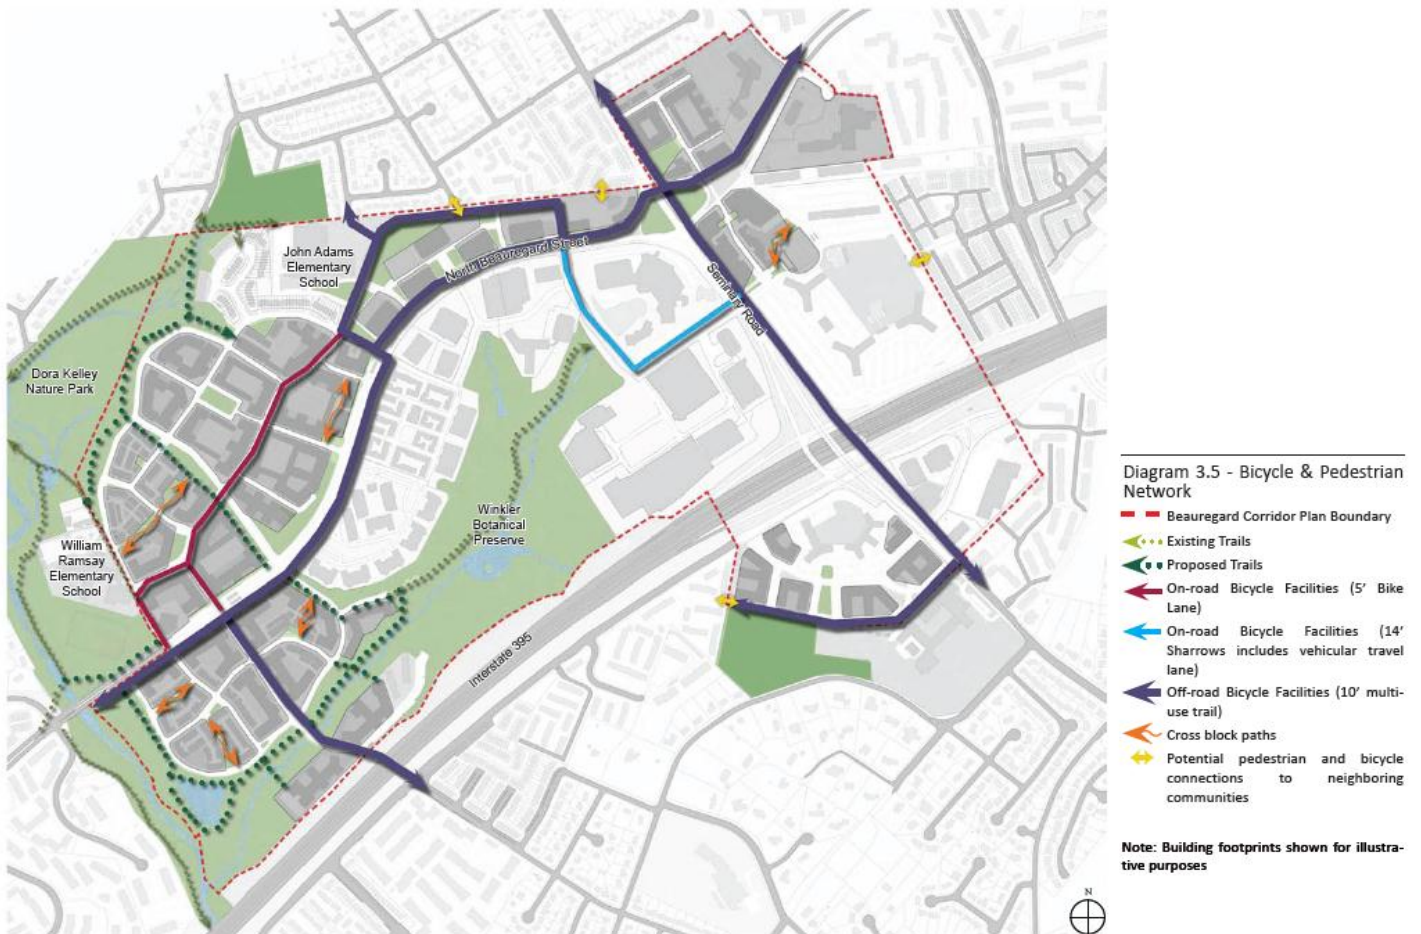 John Adams
Elementary
School
North Beauregard Street
Seminary Road
Dora Kelley
Nature Park
Winkler
Botanical
Preserve
William
Ramsay
Elementary
School
Interstate 395
N
Diagram 3.5 - Bicycle & Pedestrian
Network
Beauregard Corridor Plan Boundary
Existing Trails
Proposed Trails
On-road Bicycle Facilities (5' Bike
Lane)
On-road Bicycle Facilities (14'
Sharrows includes vehicular travel
lane)
Off-road Bicycle Facilities (10' multi-
use trail)
Cross block paths
Potential pedestrian and bicycle
connections to neighboring
communities
Note: Building footprints shown for illustra-
tive purposes